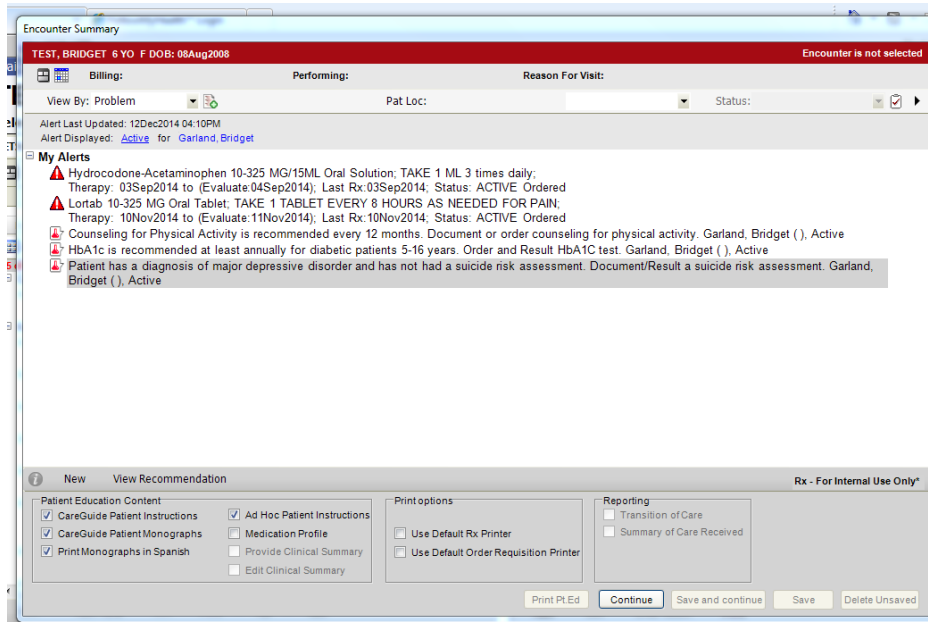 Encounter Summary
TEST, BRIDGET 6 YO F DOB: 08Aug2008 Encounter is not selected
Billing: Performing: Reason For Visit:
View By: Problem Pat Loc: Status:
Alert Last Updated: 12Dec2014 04:10PM
Alert Displayed: Active for Garland, Bridget
My Alerts
Hydrocodone-Acetaminophen 10-325 MG/15ML Oral Solution; TAKE 1 ML 3 times daily;
Therapy: 03Sep2014 to (Evaluate:04Sep2014); Last Rx:03Sep2014; Status: ACTIVE Ordered
Lortab 10-325 MG Oral Tablet; TAKE 1 TABLET EVERY 8 HOURS AS NEEDED FOR PAIN;
Therapy: 10Nov2014 to (Evaluate:11Nov2014); Last Rx:10Nov2014; Status: ACTIVE Ordered
Counseling for Physical Activity is recommended every 12 months. Document or order counseling for physical activity. Garland, Bridget ( ), Active
HbA1c is recommended at least annually for diabetic patients 5-16 years. Order and Result HbA1C test. Garland, Bridget ( ), Active
Patient has a diagnosis of major depressive disorder and has not had a suicide risk assessment. Document/Result a suicide risk assessment. Garland,
Bridget ( ), Active
New View Recommendation Rx - For Internal Use Only*
Patient Education Content Print options Reporting
CareGuide Patient Instructions Ad Hoc Patient Instructions Transition of Care
CareGuide Patient Monographs Medication Profile Use Default Rx Printer Summary of Care Received
Print Monographs in Spanish Provide Clinical Summary Use Default Order Requisition Printer
Edit Clinical Summary
Print Pt.Ed Continue Save and continue Save Delete Unsaved